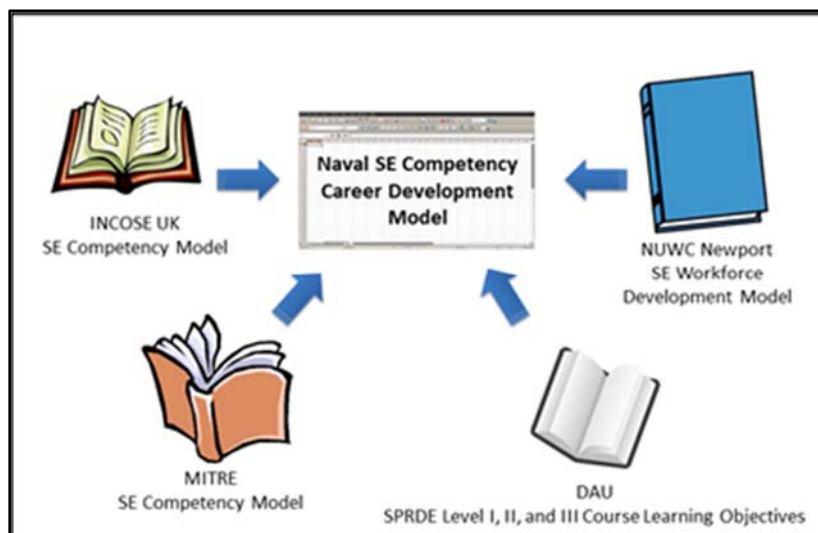 Naval SE Competency
Career Development
Model
INCOSE UK
SE Competency Model
NUWC Newport
SE Workforce
Development Model
MITRE
SE Competency Model
DAU
SPRDE Level I, II, and III Course Learning Objectives